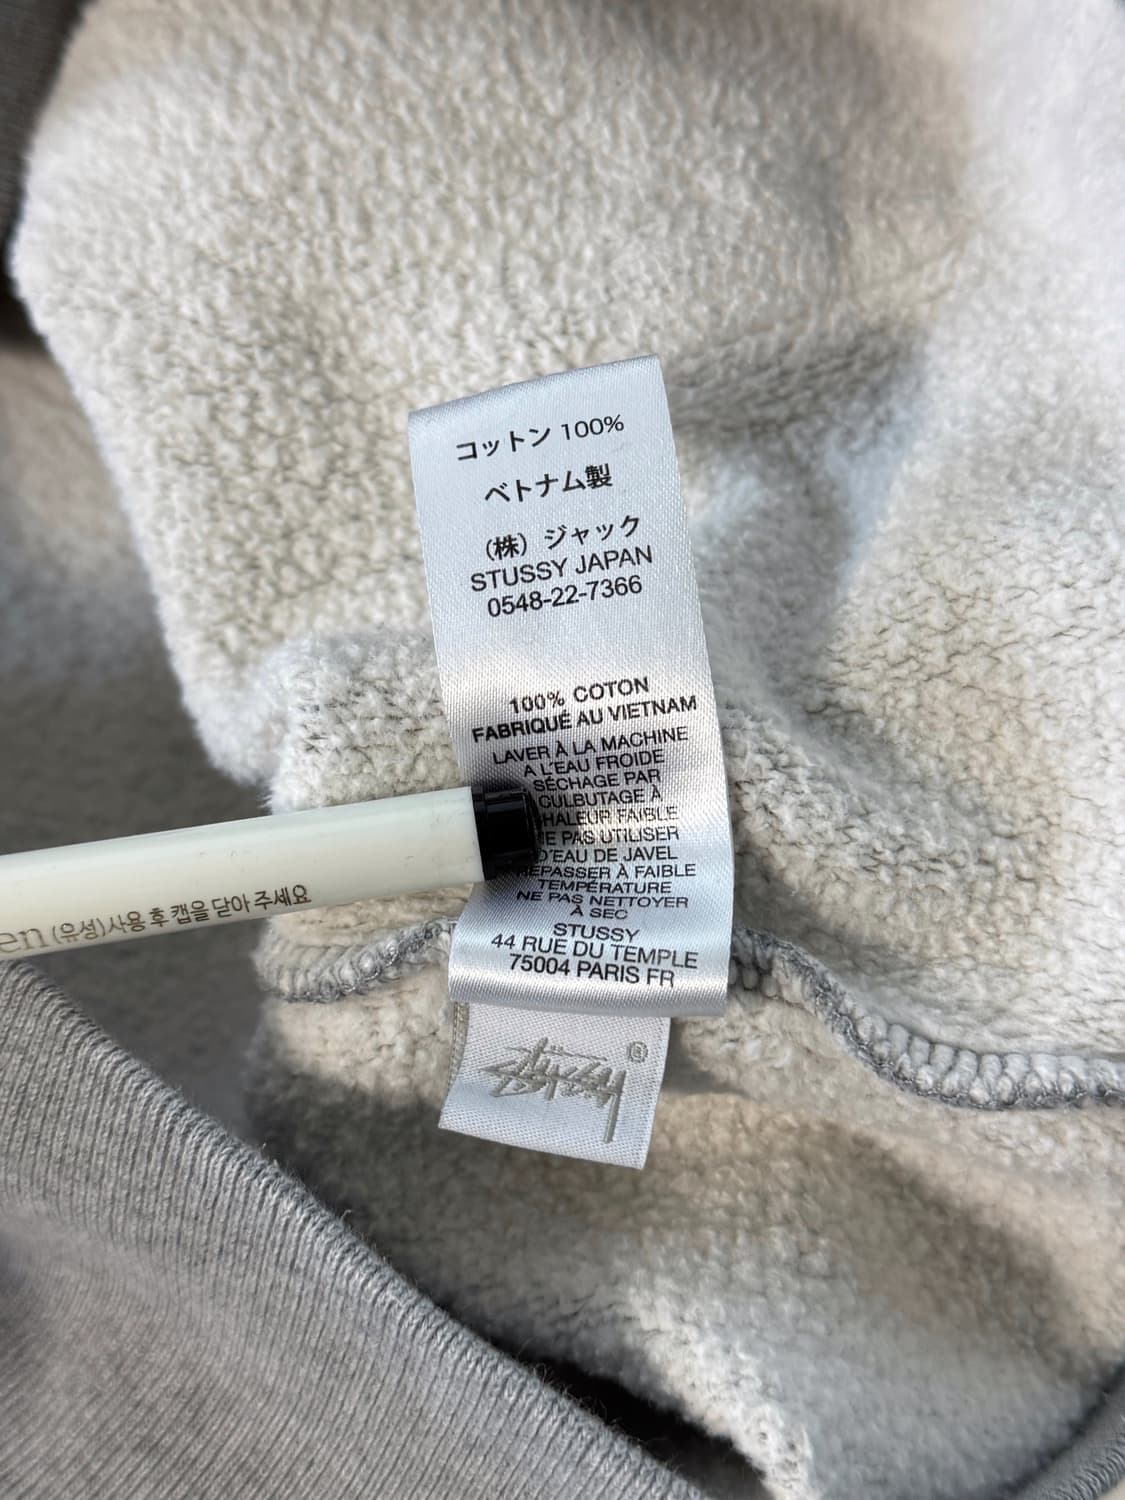 コットン 100%
ベトナム製
(株) ジャック
STUSSY JAPAN
0548-22-7366
100% COTON
FABRIQUÉ AU VIETNAM
LAVER À LA MACHINE
A L'EAU FROIDE
SÉCHAGE PAR
CULBUTAGE À
HALEUR FAIBLE
E PAS UTILISER
D'EAU DE JAVEL
REPASSER À FAIBLE
TEMPÉRATURE
NE PAS NETTOYER
À SEC
STUSSY
44 RUE DU TEMPLE
75004 PARIS FR
Stüssy ®
en (유성) 사용 후 캡을 닫아 주세요